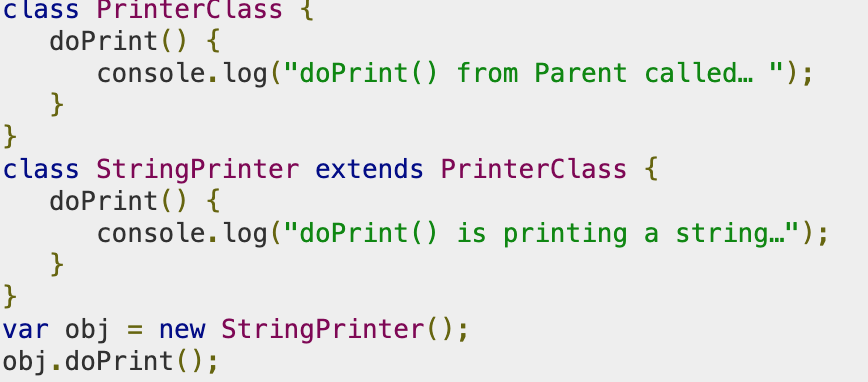 class PrinterClass {
   doPrint() {
      console.log("doPrint() from Parent called… ");
   }
}
class StringPrinter extends PrinterClass {
   doPrint() {
      console.log("doPrint() is printing a string…");
   }
}
var obj = new StringPrinter();
obj.doPrint();